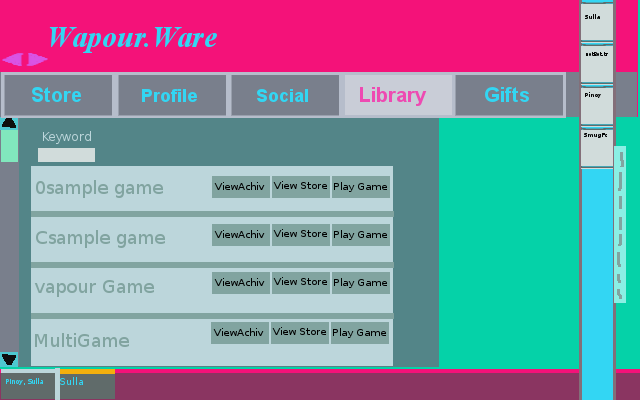 Wapour.Ware
Store
Profile
Social
Library
Gifts
Sulla
Pinoy
Keyword
0sample game
ViewAchiv
View Store
Play Game
Csample game
ViewAchiv
View Store
Play Game
vapour Game
ViewAchiv
View Store
Play Game
MultiGame
ViewAchiv
View Store
Play Game
Pinoy, Sulla
Sulla